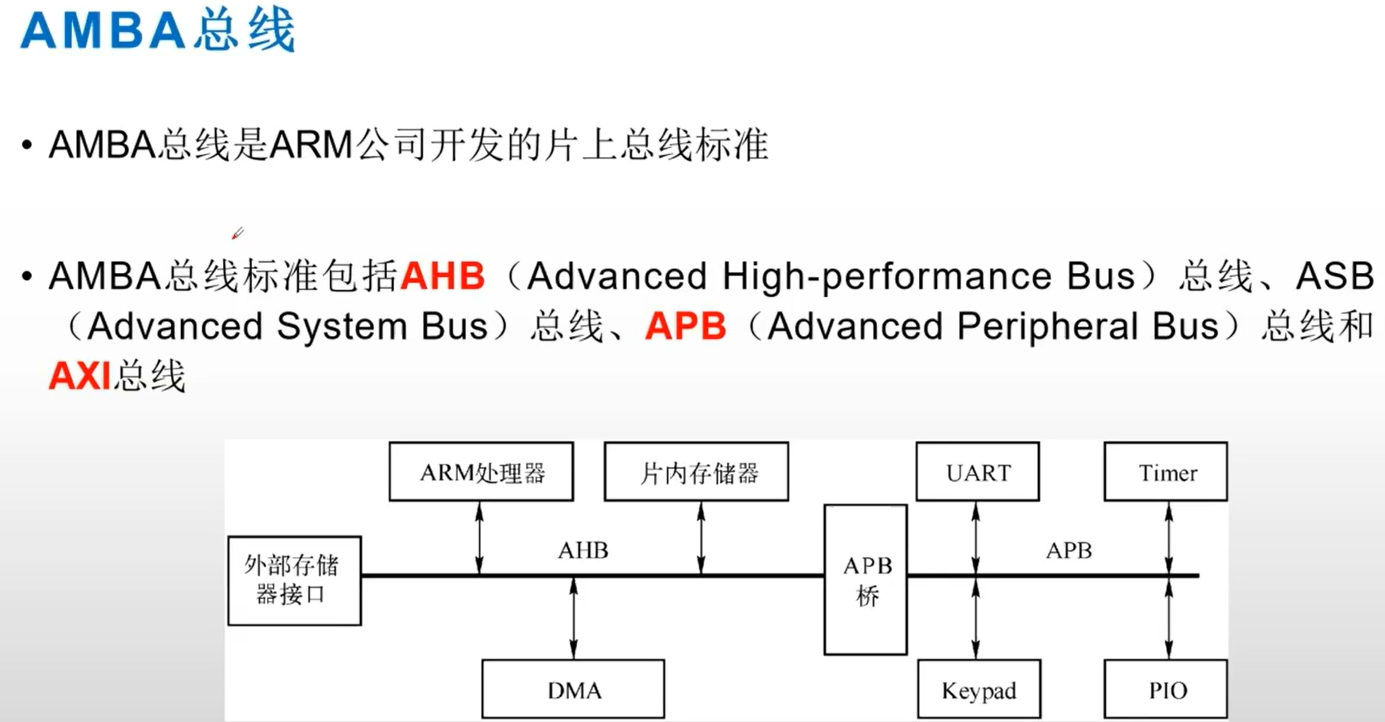 AMBA总线
• AMBA总线是ARM公司开发的片上总线标准
• AMBA总线标准包括AHB（Advanced High-performance Bus）总线、ASB
（Advanced System Bus）总线、APB（Advanced Peripheral Bus）总线和
AXI总线
ARM处理器
片内存储器
UART
Timer
外部存储
器接口
AHB
APB
桥
APB
DMA
Keypad
PIO